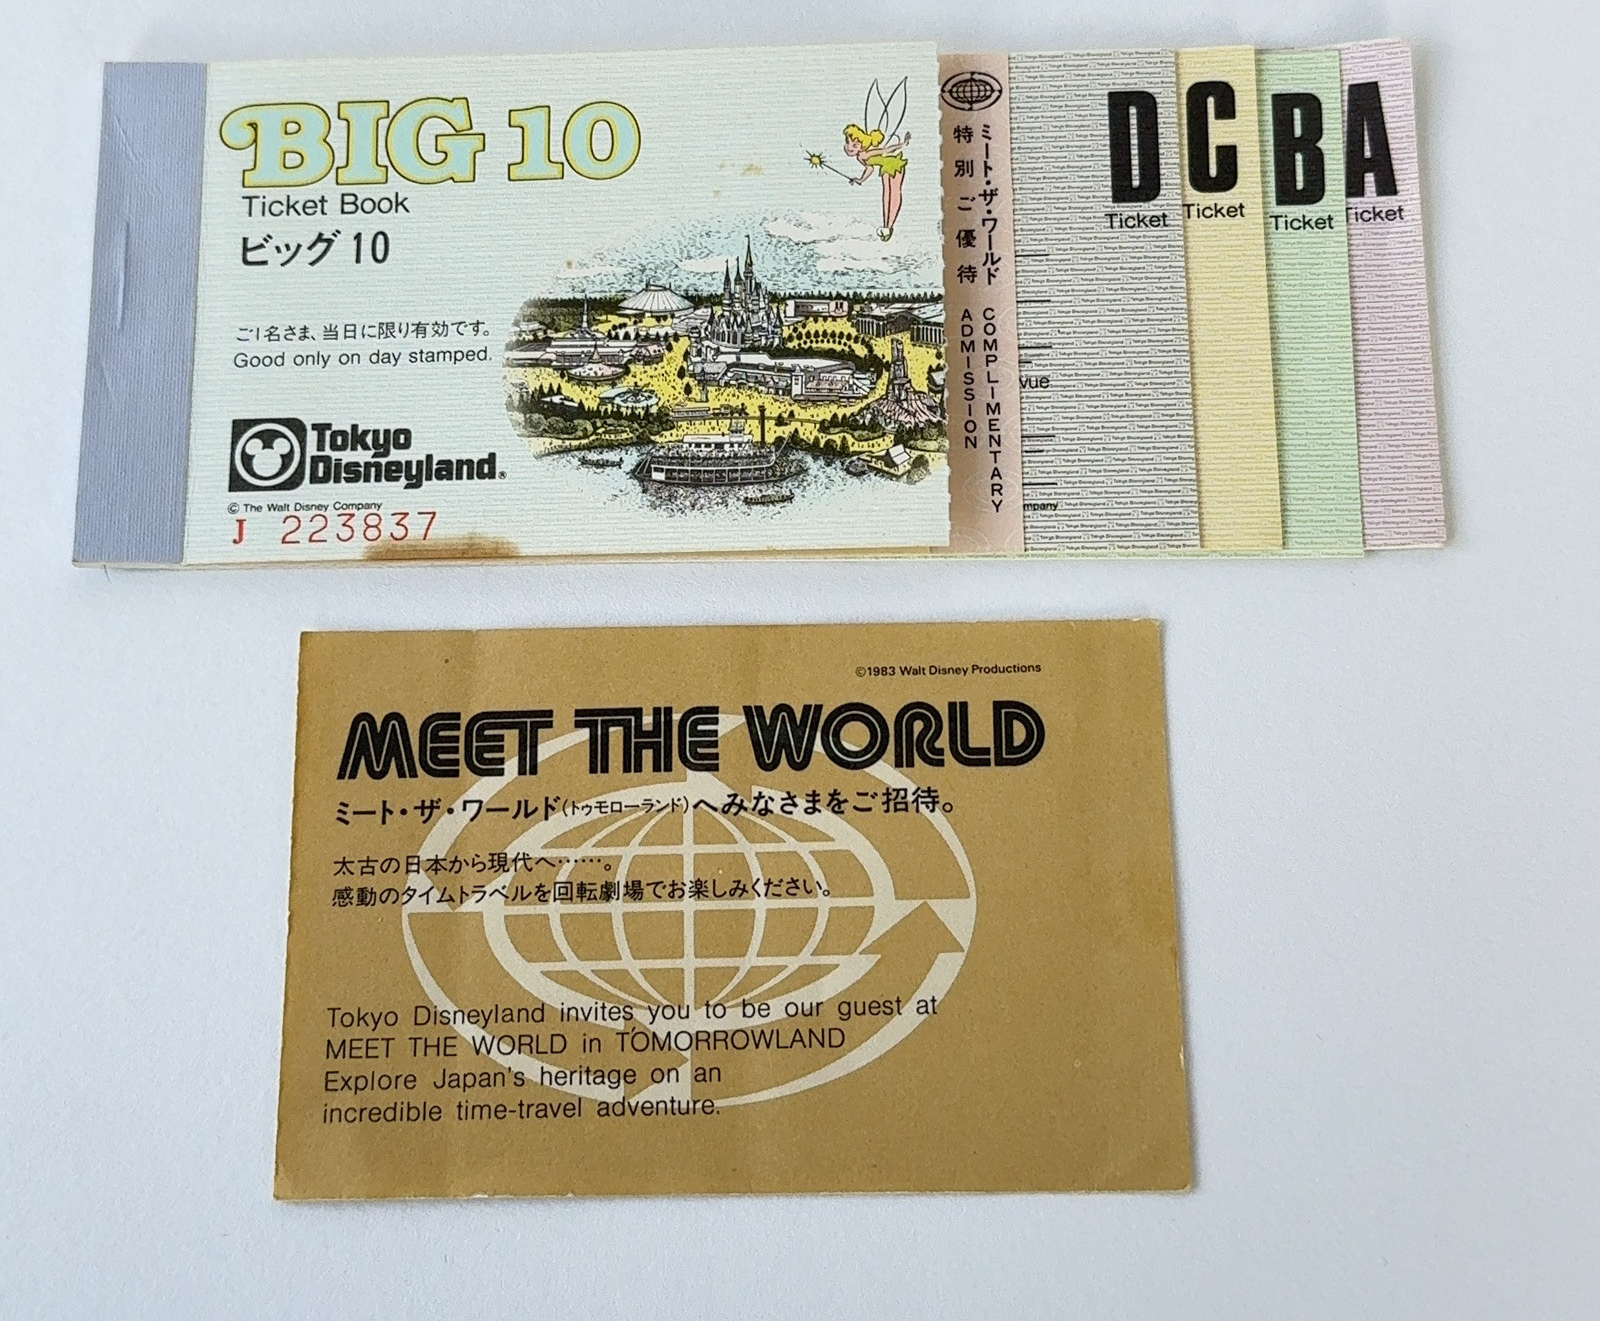 BIG 10
Ticket Book
ビッグ 10
ご1名さま、当日に限り有効です。
Good only on day stamped.
Tokyo
Disneyland®
© The Walt Disney Company
J 223837
ミート・ザ・ワールド COMPLIMENTARY
特別ご優待 ADMISSION
vue
mpany
D
Ticket
C
Ticket
B
Ticket
A
Ticket
©1983 Walt Disney Productions
MEET THE WORLD
ミート・ザ・ワールド(トゥモローランド)へみなさまをご招待。
太古の日本から現代へ……。
感動のタイムトラベルを回転劇場でお楽しみください。
Tokyo Disneyland invites you to be our guest at
MEET THE WORLD in TOMORROWLAND
Explore Japan's heritage on an
incredible time-travel adventure.